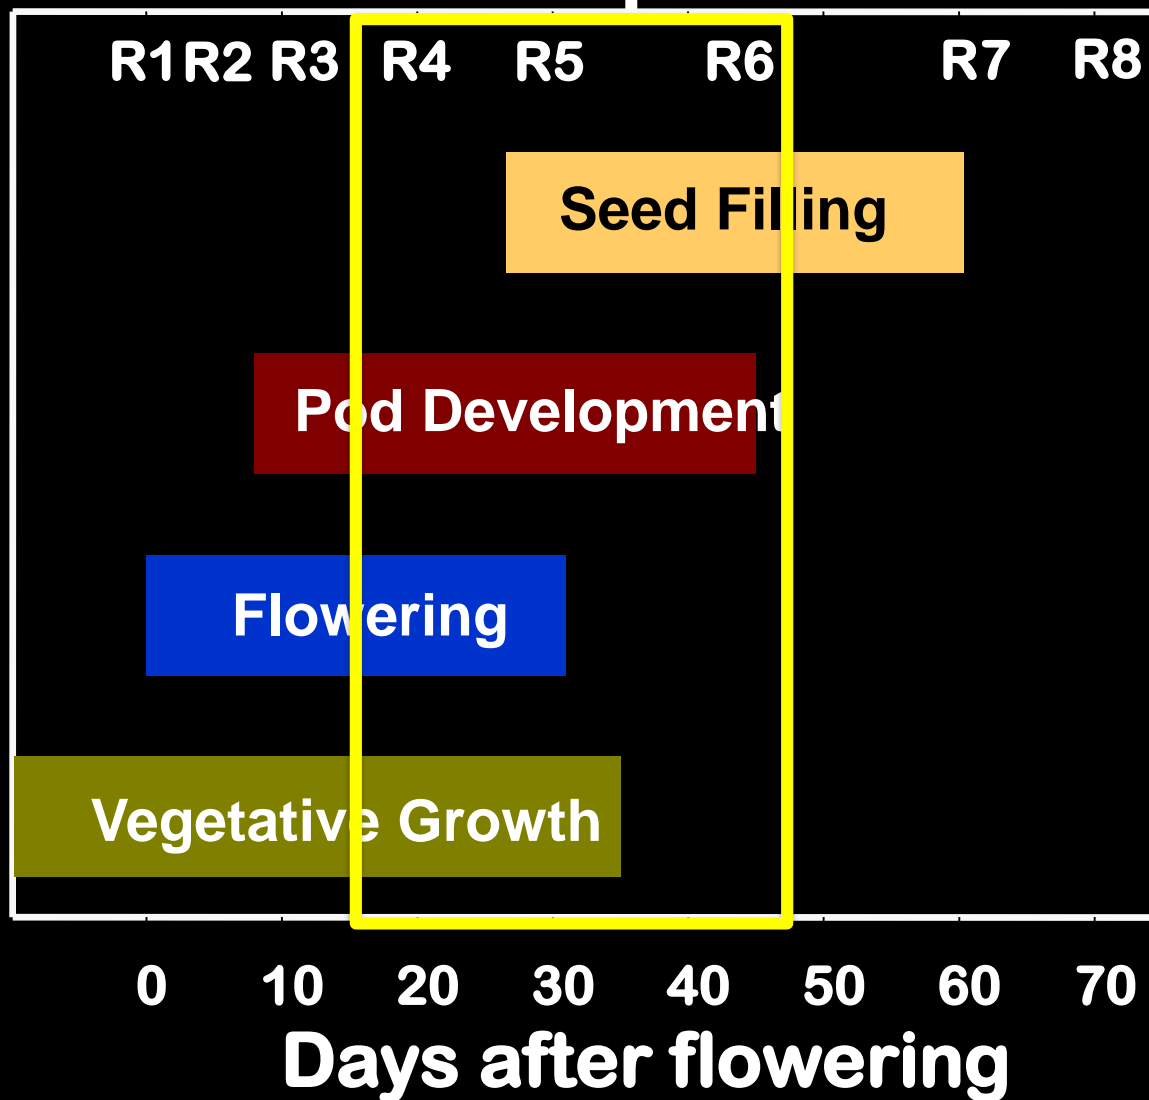 R1 R2 R3 R4 R5 R6 R7 R8
Seed Filling
Pod Development
Flowering
Vegetative Growth
0 10 20 30 40 50 60 70
Days after flowering